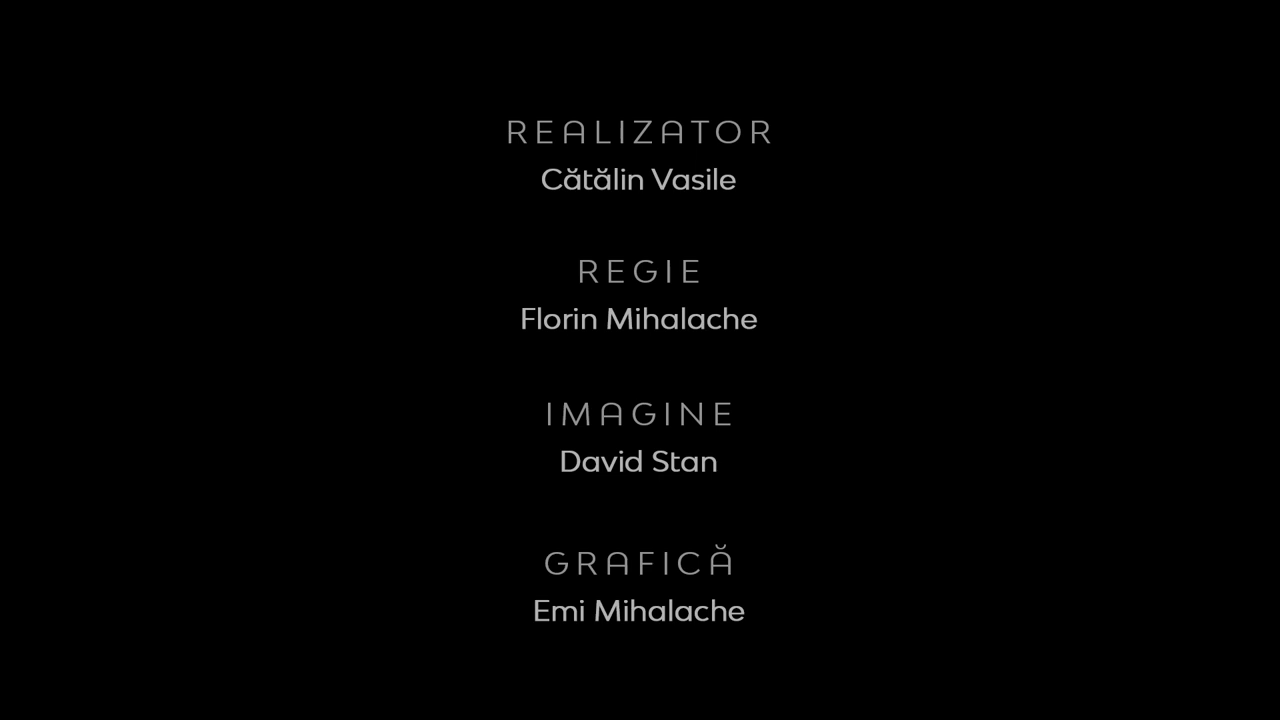 REALIZATOR
Cătălin Vasile
REGIE
Florin Mihalache
IMAGINE
David Stan
GRAFICĂ
Emi Mihalache